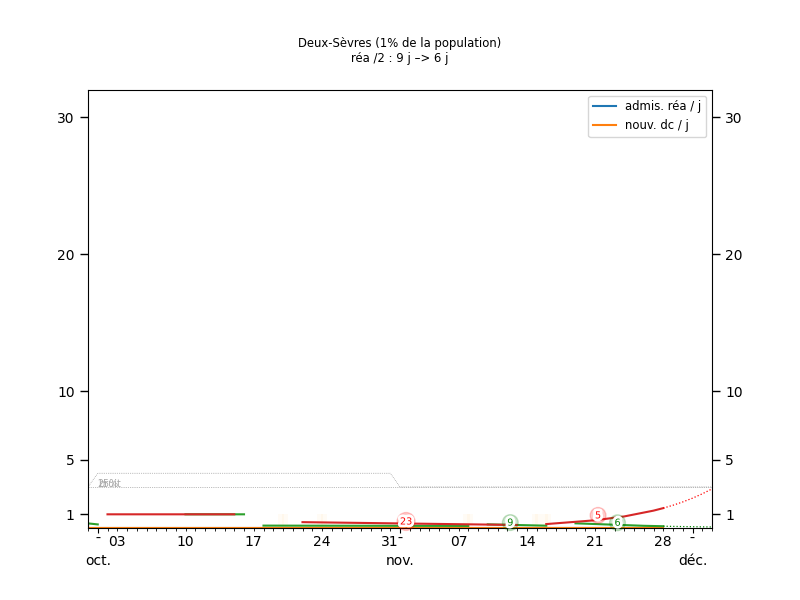 Deux-Sèvres (1% de la population)
réa /2 : 9 j –> 6 j
admis. réa / j
nouv. dc / j
30
30
20
20
10
10
5
5
1
1
23
9
5
6
- 03 10 17 24 31 - 07 14 21 28 -
oct. nov. déc.